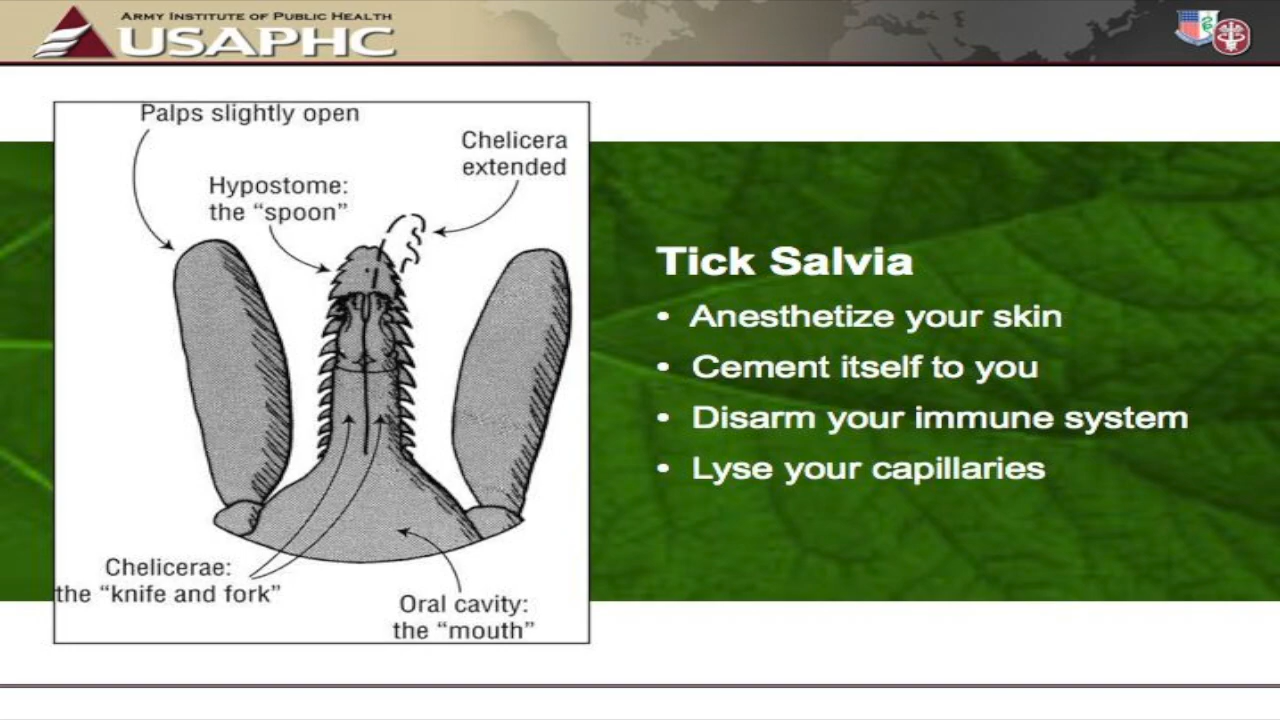 ARMY INSTITUTE OF PUBLIC HEALTH
USAPHC
Palps slightly open
Chelicera
extended
Hypostome:
the “spoon”
Chelicerae:
the “knife and fork”
Oral cavity:
the “mouth”
Tick Salvia
• Anesthetize your skin
• Cement itself to you
• Disarm your immune system
• Lyse your capillaries